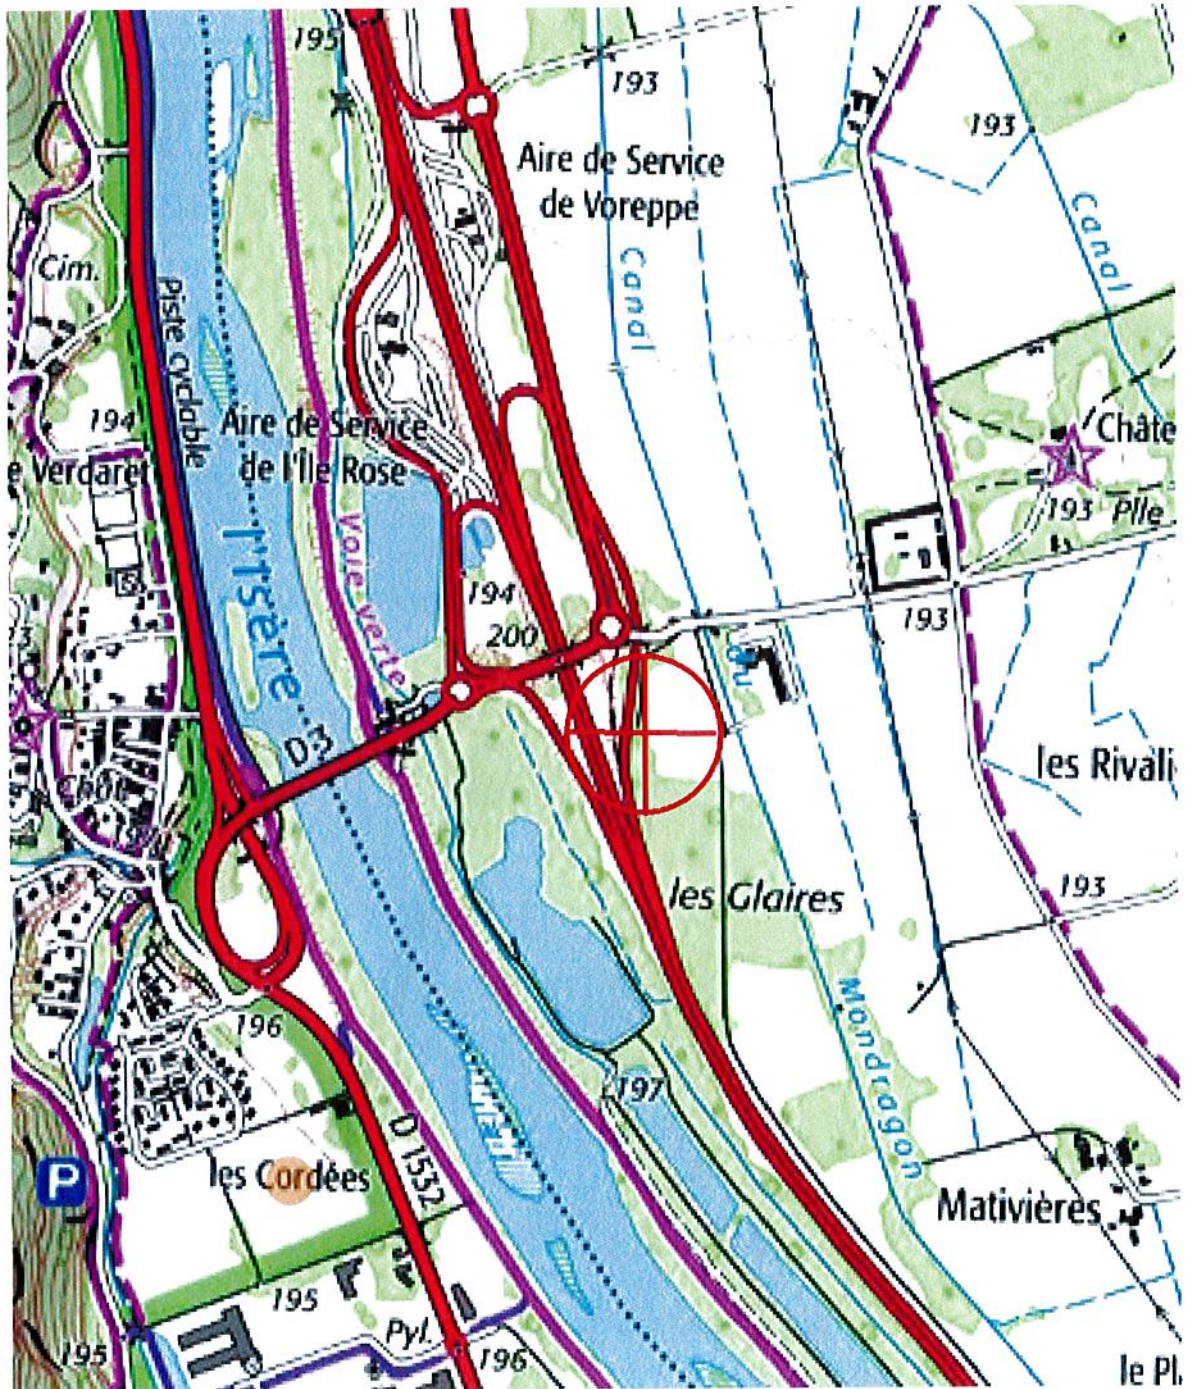 195
193
193
Aire de Service
de Voreppe
Canal
Canal
Cim.
Piste cyclable
194
Aire de Service
de l'Île Rose
e Verdaret
Châte
193
Plle
l'Isère
Voie verte
194
200
193
du
D3
les Rivali
les Glaires
193
196
197
Mondragon
D 1532
P
les Cordées
Mativières
195
Pyl.
195
196
le Pl